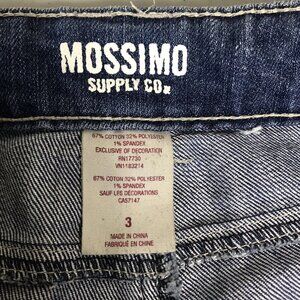 MOSSIMO
SUPPLY CO.
67% COTTON 32% POLYESTER
1% SPANDEX
EXCLUSIVE OF DECORATION
RN17730
VN1183214
67% COTON 32% POLYESTER
1% SPANDEX
SAUF LES DÉCORATIONS
CA57147
3
MADE IN CHINA
FABRIQUÉ EN CHINE